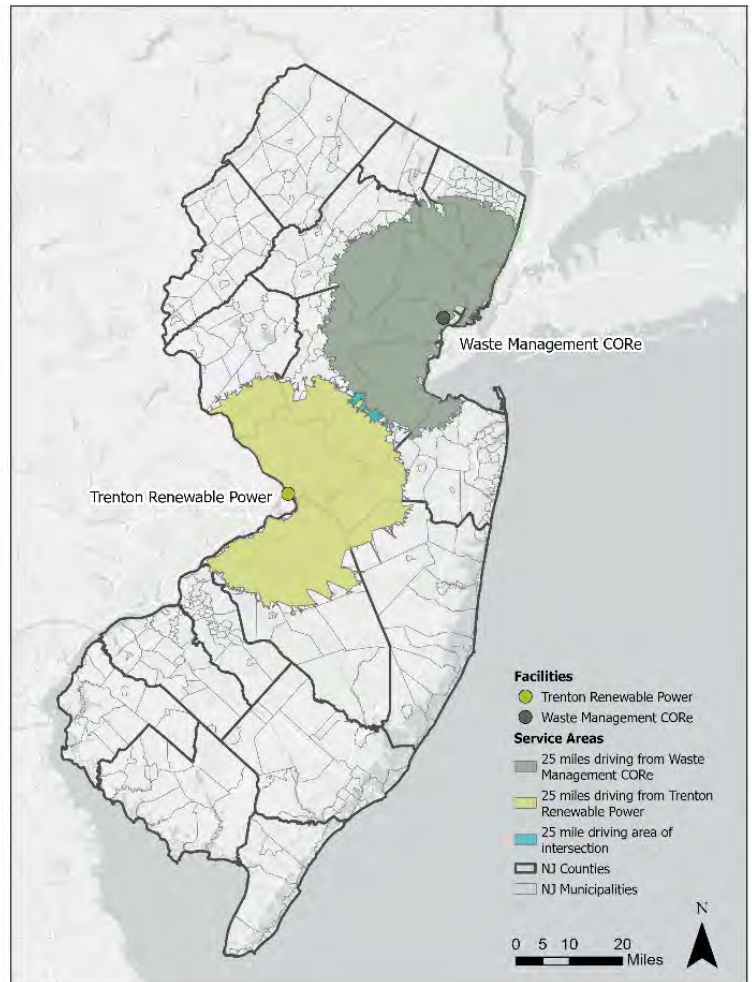 Waste Management CORe
Trenton Renewable Power
Facilities
Trenton Renewable Power
Waste Management CORe
Service Areas
25 miles driving from Waste
Management CORe
25 miles driving from Trenton
Renewable Power
25 mile driving area of
intersection
NJ Counties
NJ Municipalities
N
0 5 10 20
Miles